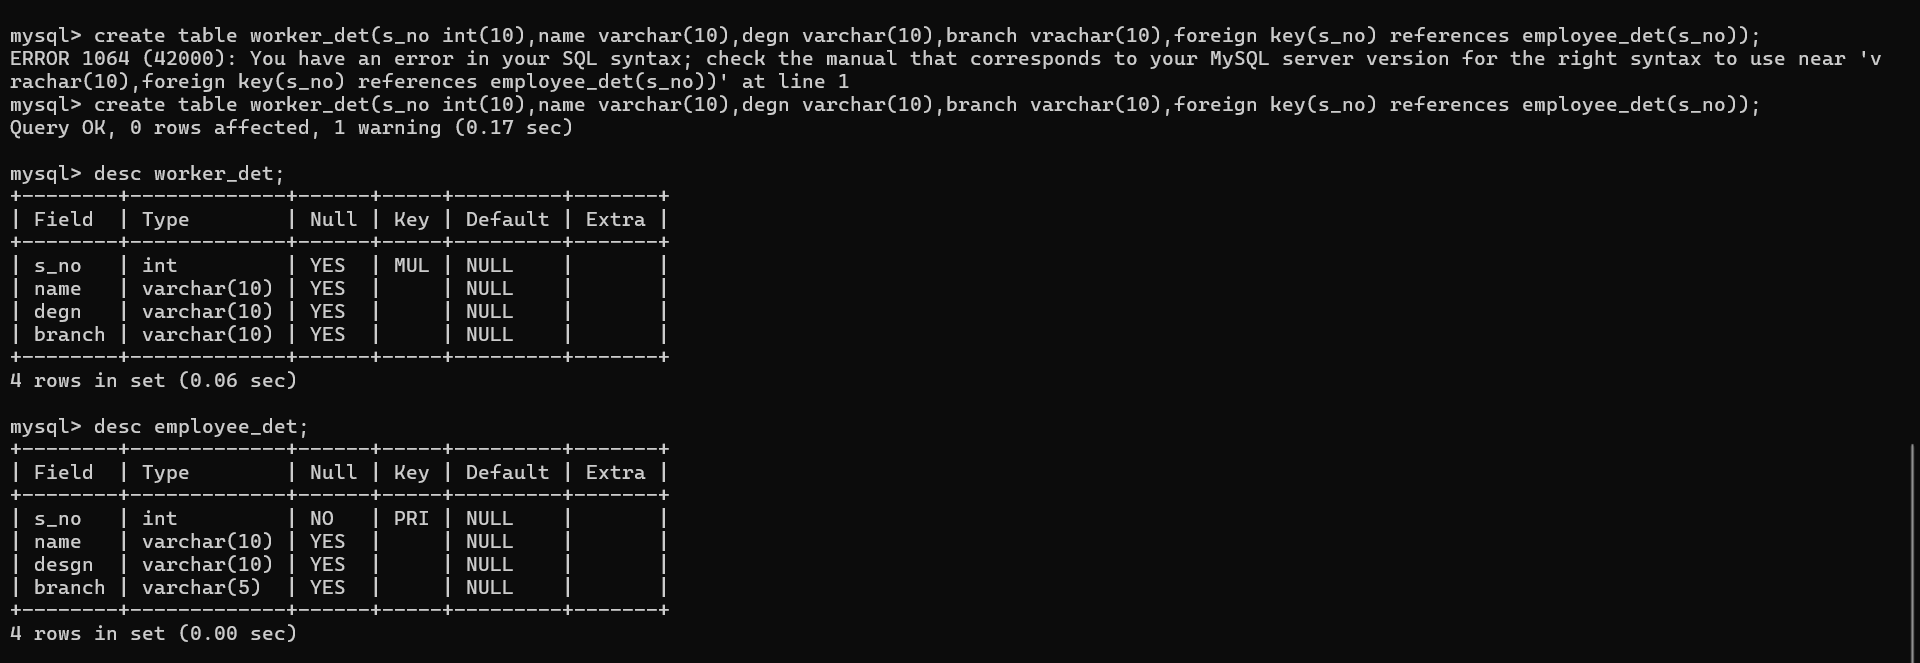 mysql> create table worker_det(s_no int(10),name varchar(10),degn varchar(10),branch vrachar(10),foreign key(s_no) references employee_det(s_no));
ERROR 1064 (42000): You have an error in your SQL syntax; check the manual that corresponds to your MySQL server version for the right syntax to use near 'v
rachar(10),foreign key(s_no) references employee_det(s_no))' at line 1
mysql> create table worker_det(s_no int(10),name varchar(10),degn varchar(10),branch varchar(10),foreign key(s_no) references employee_det(s_no));
Query OK, 0 rows affected, 1 warning (0.17 sec)

mysql> desc worker_det;
+--------+-------------+------+-----+---------+-------+
| Field  | Type        | Null | Key | Default | Extra |
+--------+-------------+------+-----+---------+-------+
| s_no   | int         | YES  | MUL | NULL    |       |
| name   | varchar(10) | YES  |     | NULL    |       |
| degn   | varchar(10) | YES  |     | NULL    |       |
| branch | varchar(10) | YES  |     | NULL    |       |
+--------+-------------+------+-----+---------+-------+
4 rows in set (0.06 sec)

mysql> desc employee_det;
+--------+-------------+------+-----+---------+-------+
| Field  | Type        | Null | Key | Default | Extra |
+--------+-------------+------+-----+---------+-------+
| s_no   | int         | NO   | PRI | NULL    |       |
| name   | varchar(10) | YES  |     | NULL    |       |
| desgn  | varchar(10) | YES  |     | NULL    |       |
| branch | varchar(5)  | YES  |     | NULL    |       |
+--------+-------------+------+-----+---------+-------+
4 rows in set (0.00 sec)